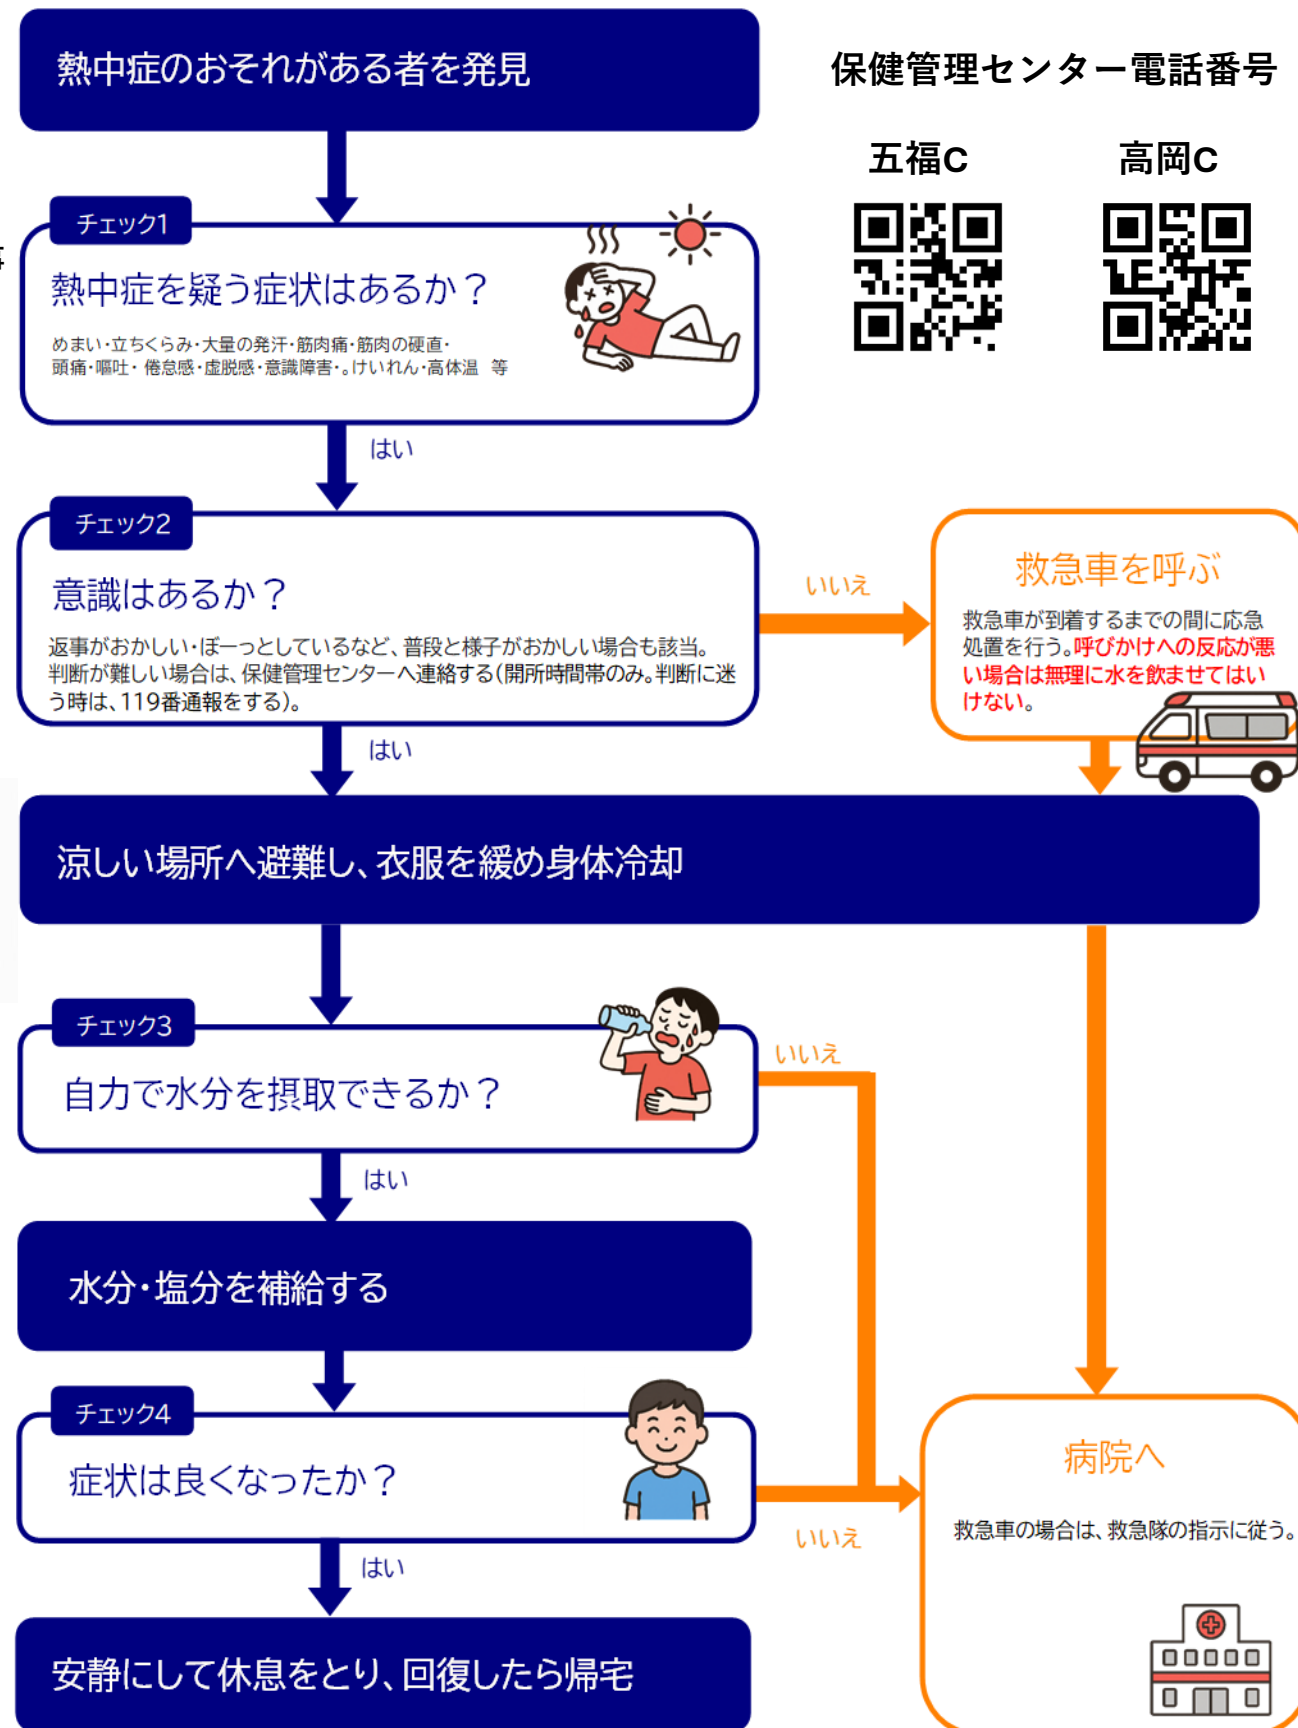 熱中症のおそれがある者を発見
保健管理センター電話番号
五福C
高岡C
チェック1
熱中症を疑う症状はあるか？
めまい・立ちくらみ・大量の発汗・筋肉痛・筋肉の硬直・
頭痛・嘔吐・ 倦怠感・虚脱感・意識障害・。けいれん・高体温　等
はい
チェック2
意識はあるか？
返事がおかしい・ぼーっとしているなど、普段と様子がおかしい場合も該当。
判断が難しい場合は、保健管理センターへ連絡する（開所時間帯のみ。判断に迷
う時は、119番通報をする）。
いいえ
救急車を呼ぶ
救急車が到着するまでの間に応急
処置を行う。呼びかけへの反応が悪
い場合は無理に水を飲ませてはい
けない。
はい
涼しい場所へ避難し、衣服を緩め身体冷却
チェック3
自力で水分を摂取できるか？
いいえ
はい
水分・塩分を補給する
チェック4
症状は良くなったか？
いいえ
病院へ
救急車の場合は、救急隊の指示に従う。
はい
安静にして休息をとり、回復したら帰宅